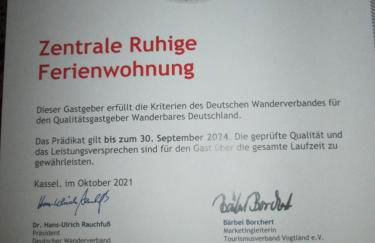 Zentrale Ruhige
Ferienwohnung
Dieser Gastgeber erfüllt die Kriterien des Deutschen Wanderverbandes für
den Qualitätsgastgeber Wanderbares Deutschland.
Das Prädikat gilt bis zum 30. September 2024. Die geprüfte Qualität und
das Leistungsversprechen sind für den Gast über die gesamte Laufzeit zu
gewährleisten.
Kassel, im Oktober 2021
Dr. Hans-Ulrich Rauchfuß
Präsident
Deutscher Wanderverband
Bärbel Borchert
Marketingleiterin
Tourismusverband Vogtland e.V.